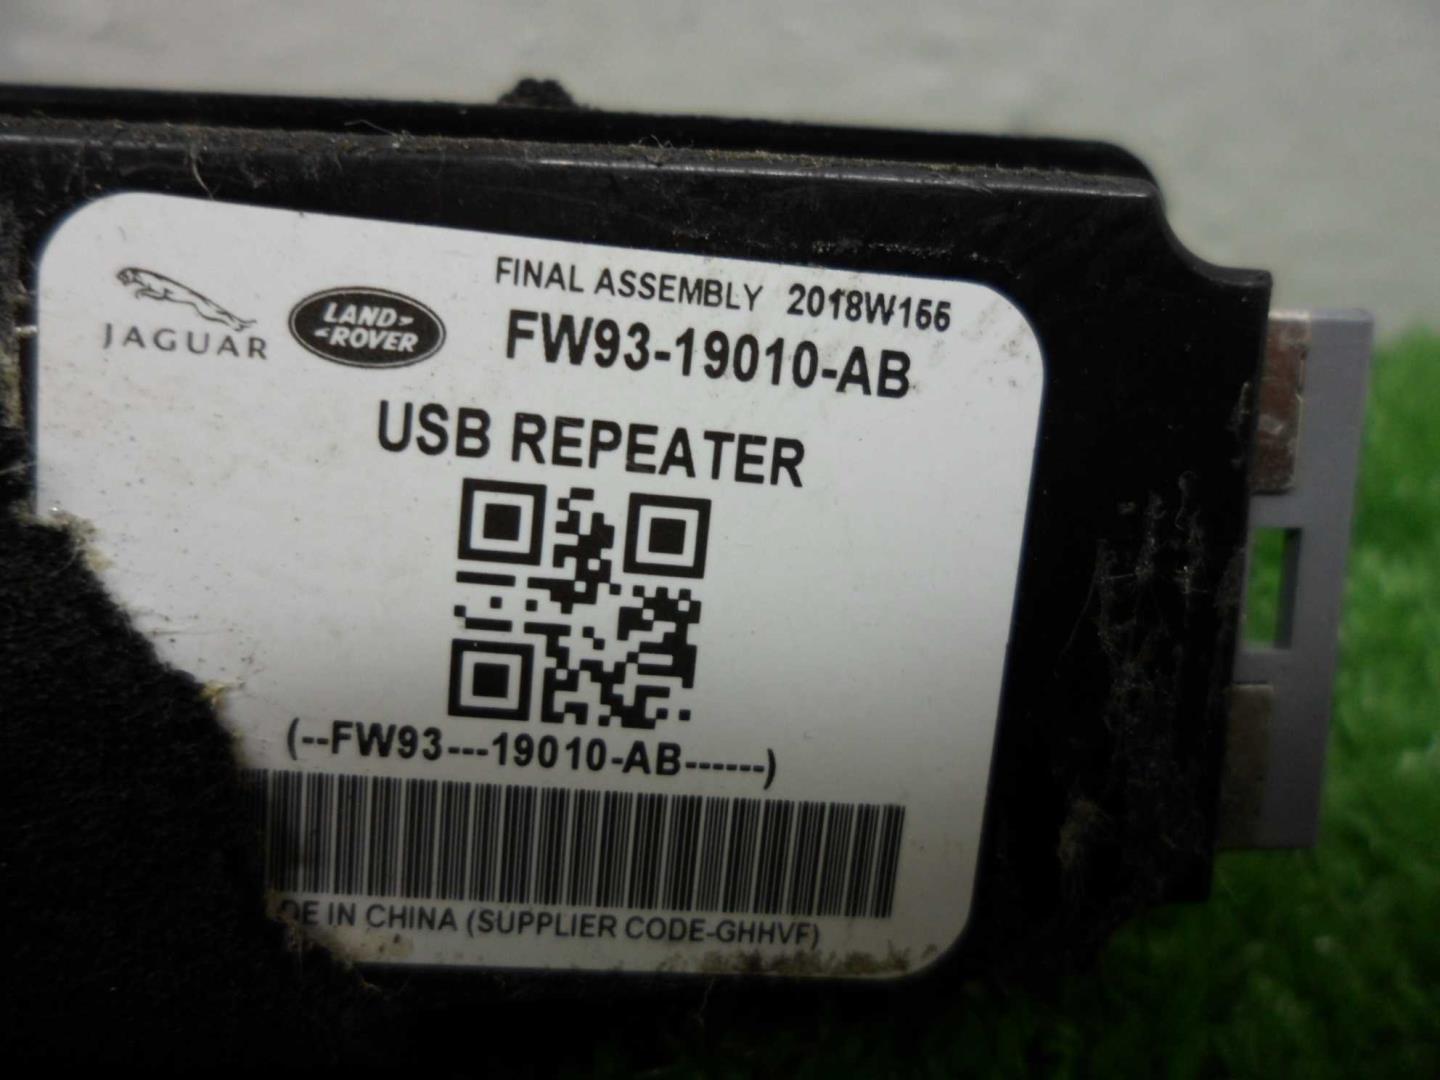 FINAL ASSEMBLY 2018W155
JAGUAR
LAND
ROVER
FW93-19010-AB
USB REPEATER
(--FW93---19010-AB------)
DE IN CHINA (SUPPLIER CODE-GHHVF)